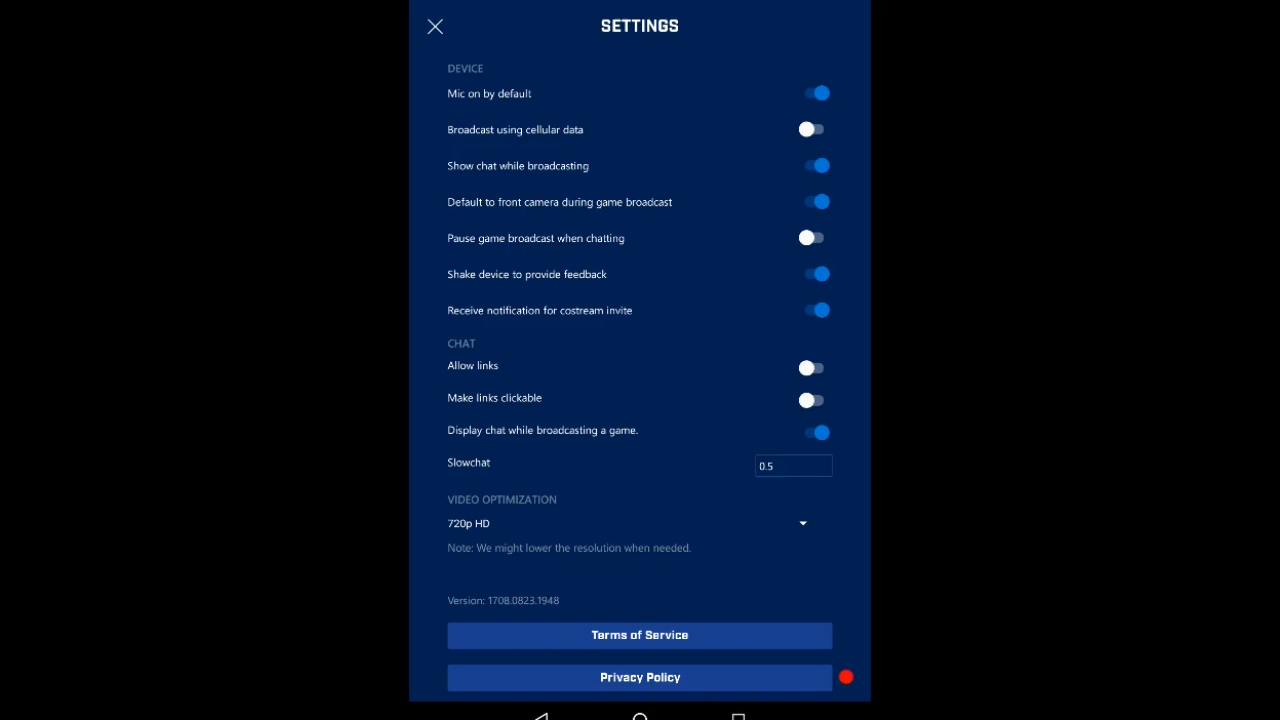 SETTINGS
DEVICE
Mic on by default
Broadcast using cellular data
Show chat while broadcasting
Default to front camera during game broadcast
Pause game broadcast when chatting
Shake device to provide feedback
Receive notification for costream invite
CHAT
Allow links
Make links clickable
Display chat while broadcasting a game.
Slowchat 0.5
VIDEO OPTIMIZATION
720p HD
Note: We might lower the resolution when needed.
Version: 1708.0823.1948
Terms of Service
Privacy Policy